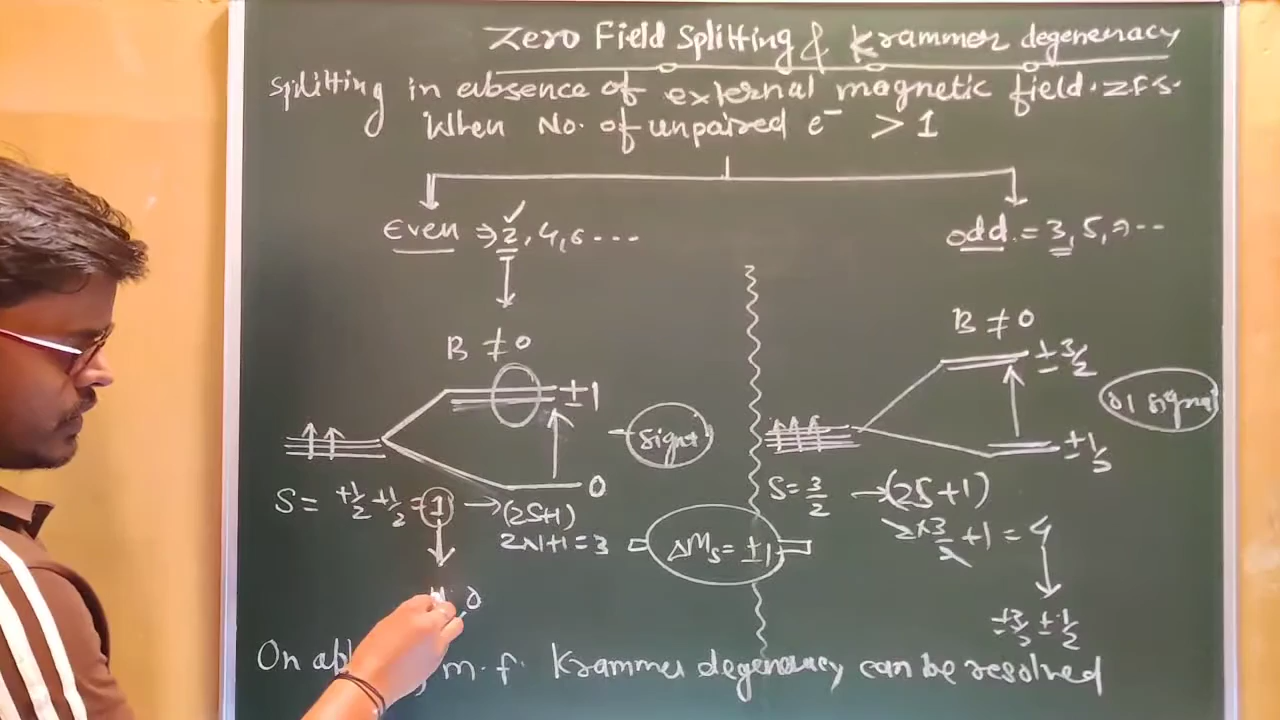 Zero Field Splitting & Krammer degeneracy
Splitting in absence of external magnetic field. Z.F.S.
When No. of unpaired e⁻ > 1
Even ⇒ 2, 4, 6 ...
odd = 3, 5, 7 ...
B ≠ 0
±1
0
Signal
S = +1/2 +1/2 = 1 → (2S+1)
2×1+1 = 3
ΔMs = ±1
B ≠ 0
±3/2
±1/2
01 signal
S = 3/2 → (2S+1)
2×3/2+1 = 4
±3/2 ±1/2
On m.f. Krammer degeneracy can be resolved